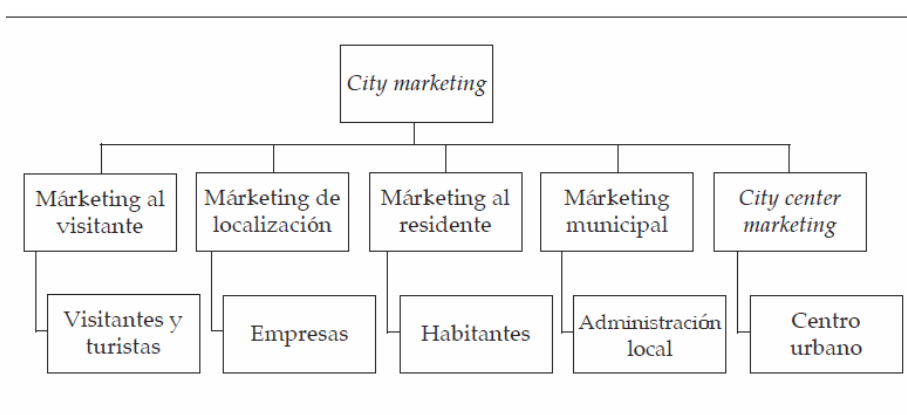 City marketing
Márketing al
visitante
Márketing de
localización
Márketing al
residente
Márketing
municipal
City center
marketing
Visitantes y
turistas
Empresas
Habitantes
Administración
local
Centro
urbano